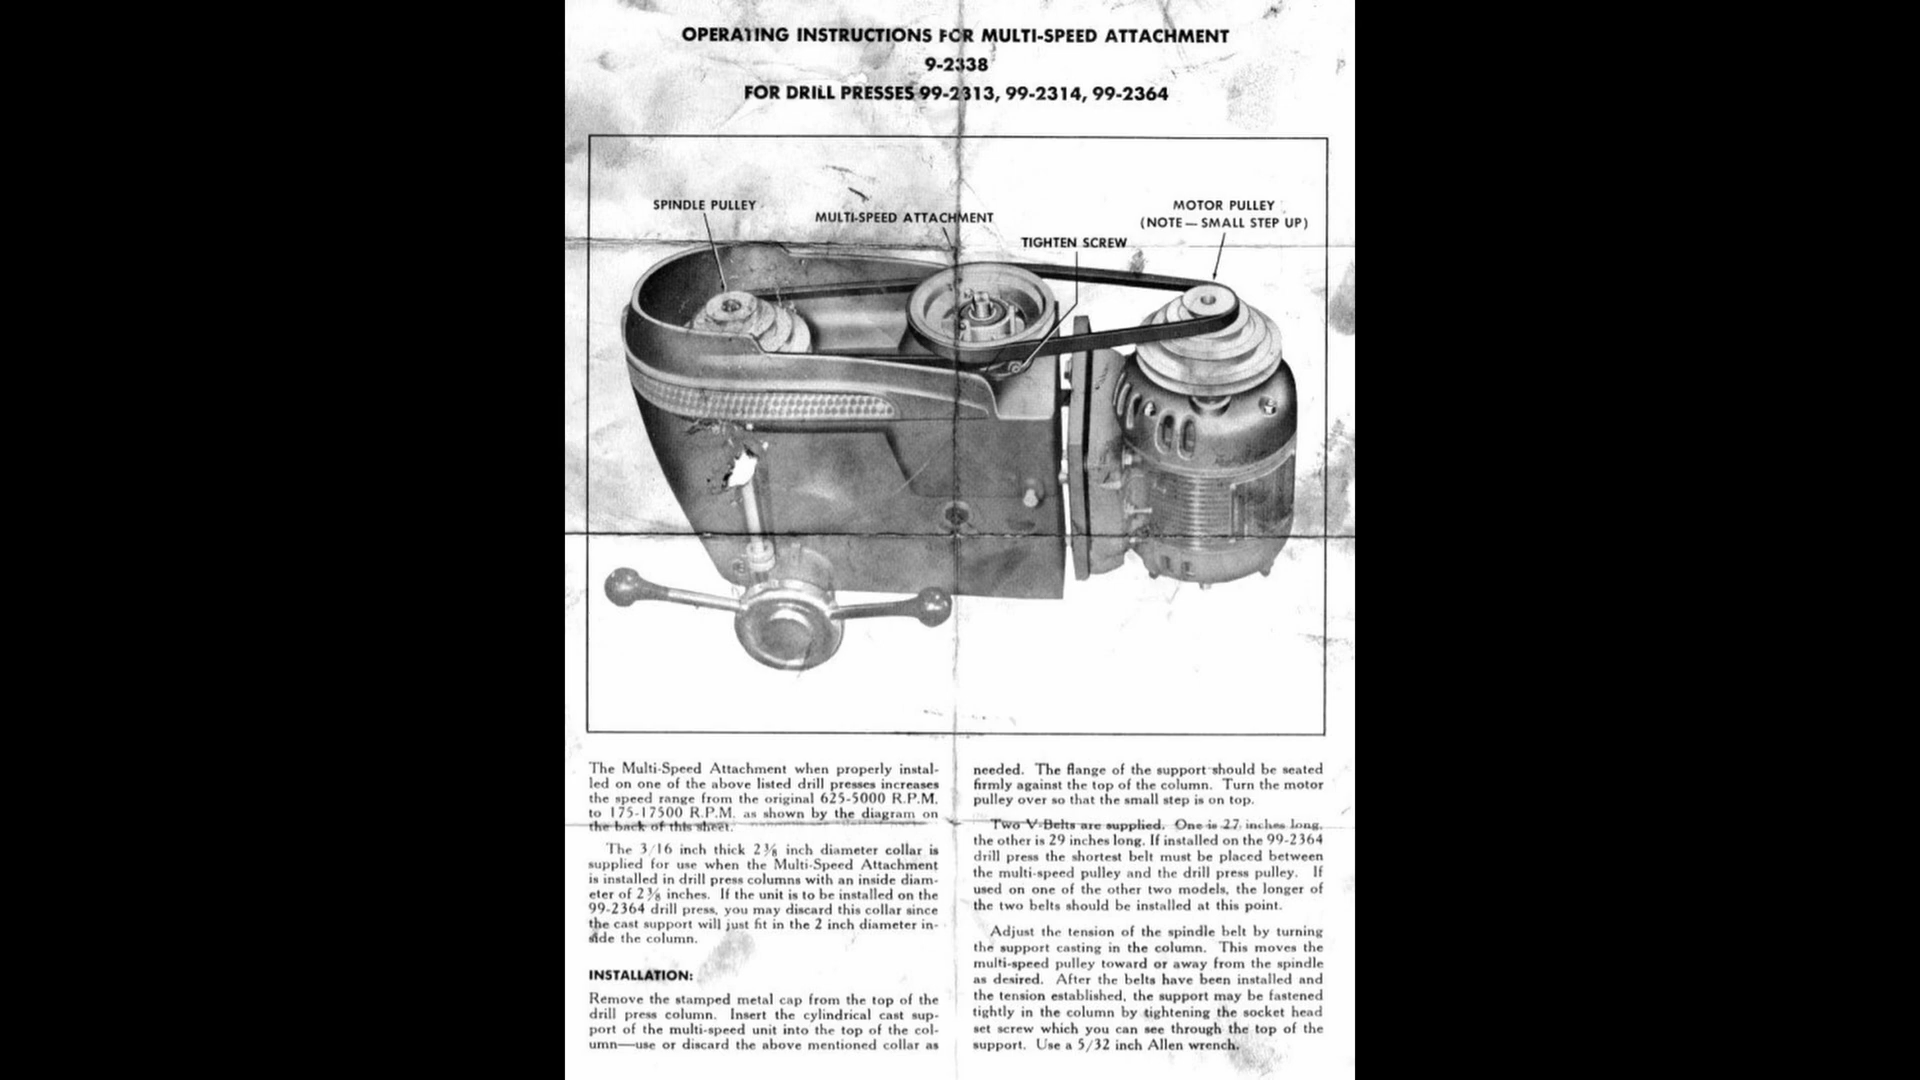 OPERATING INSTRUCTIONS FOR MULTI-SPEED ATTACHMENT
9-2338
FOR DRILL PRESSES 99-2313, 99-2314, 99-2364
SPINDLE PULLEY
MULTI-SPEED ATTACHMENT
TIGHTEN SCREW
MOTOR PULLEY
(NOTE — SMALL STEP UP)
The Multi-Speed Attachment when properly instal-
led on one of the above listed drill presses increases
the speed range from the original 625-5000 R.P.M.
to 175-17500 R.P.M. as shown by the diagram on
the back of this sheet.
The 3/16 inch thick 2 3/8 inch diameter collar is
supplied for use when the Multi-Speed Attachment
is installed in drill press columns with an inside diam-
eter of 2 3/8 inches. If the unit is to be installed on the
99-2364 drill press, you may discard this collar since
the cast support will just fit in the 2 inch diameter in-
side the column.
INSTALLATION:
Remove the stamped metal cap from the top of the
drill press column. Insert the cylindrical cast sup-
port of the multi-speed unit into the top of the col-
umn—use or discard the above mentioned collar as
needed. The flange of the support should be seated
firmly against the top of the column. Turn the motor
pulley over so that the small step is on top.
Two V-Belts are supplied. One is 27 inches long,
the other is 29 inches long. If installed on the 99-2364
drill press the shortest belt must be placed between
the multi-speed pulley and the drill press pulley. If
used on one of the other two models, the longer of
the two belts should be installed at this point.
Adjust the tension of the spindle belt by turning
the support casting in the column. This moves the
multi-speed pulley toward or away from the spindle
as desired. After the belts have been installed and
the tension established, the support may be fastened
tightly in the column by tightening the socket head
set screw which you can see through the top of the
support. Use a 5/32 inch Allen wrench.